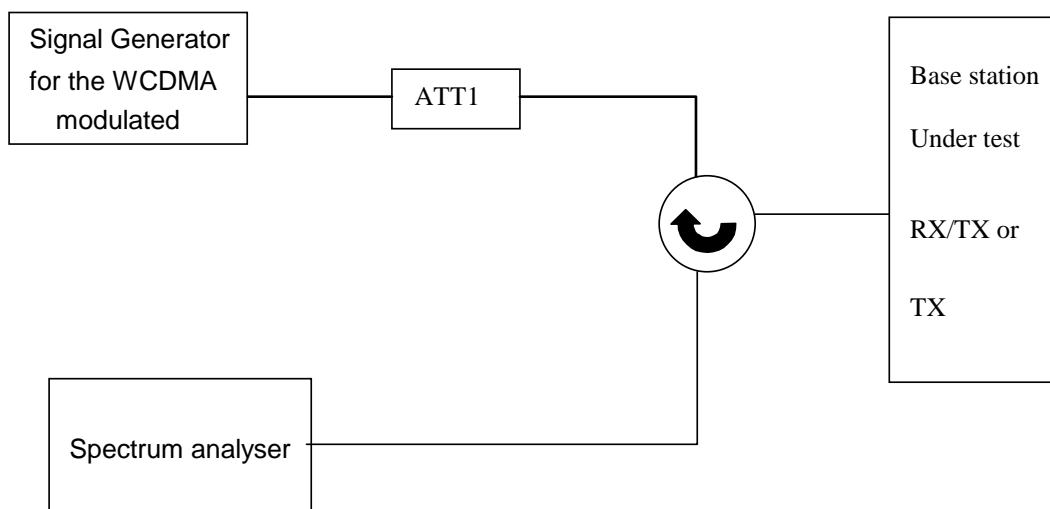 Signal Generator
for the WCDMA
modulated
ATT1
Base station
Under test
RX/TX or
TX
Spectrum analyser